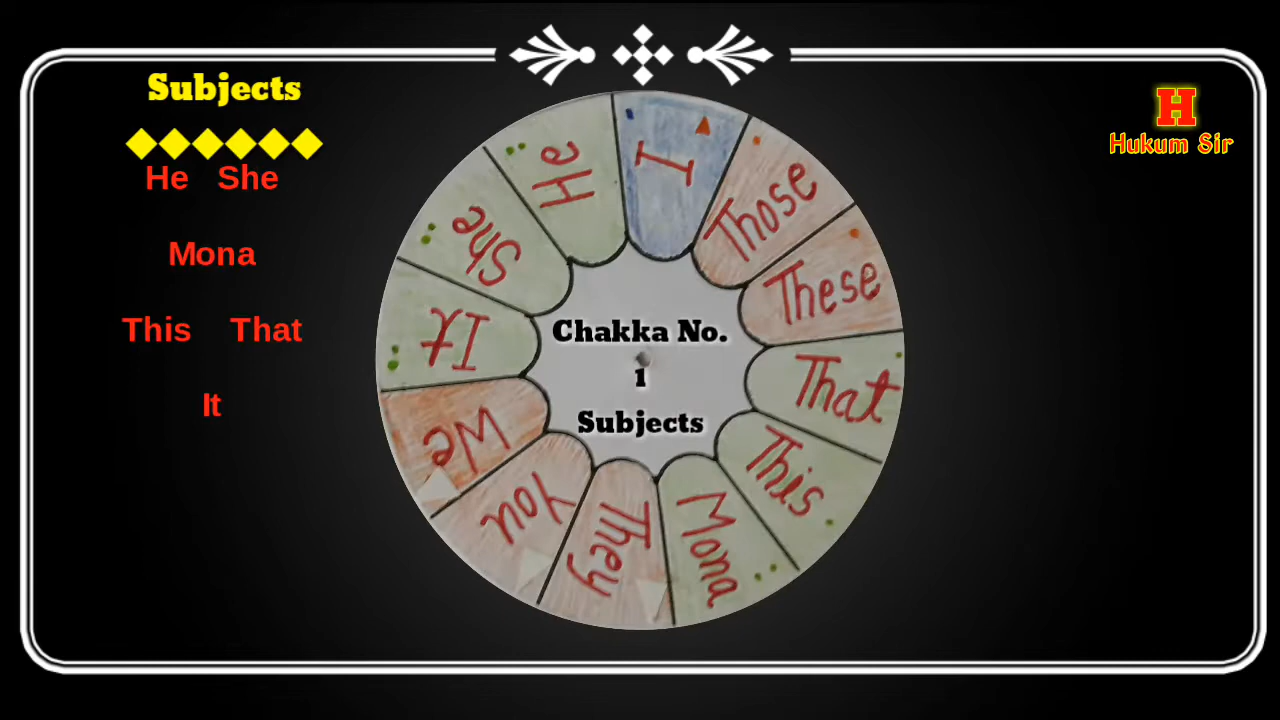 Subjects
He She
Mona
This That
It
H
Hukum Sir
Chakka No.
1
Subjects
I
Those
These
That
This
Mona
They
You
We
It
She
He